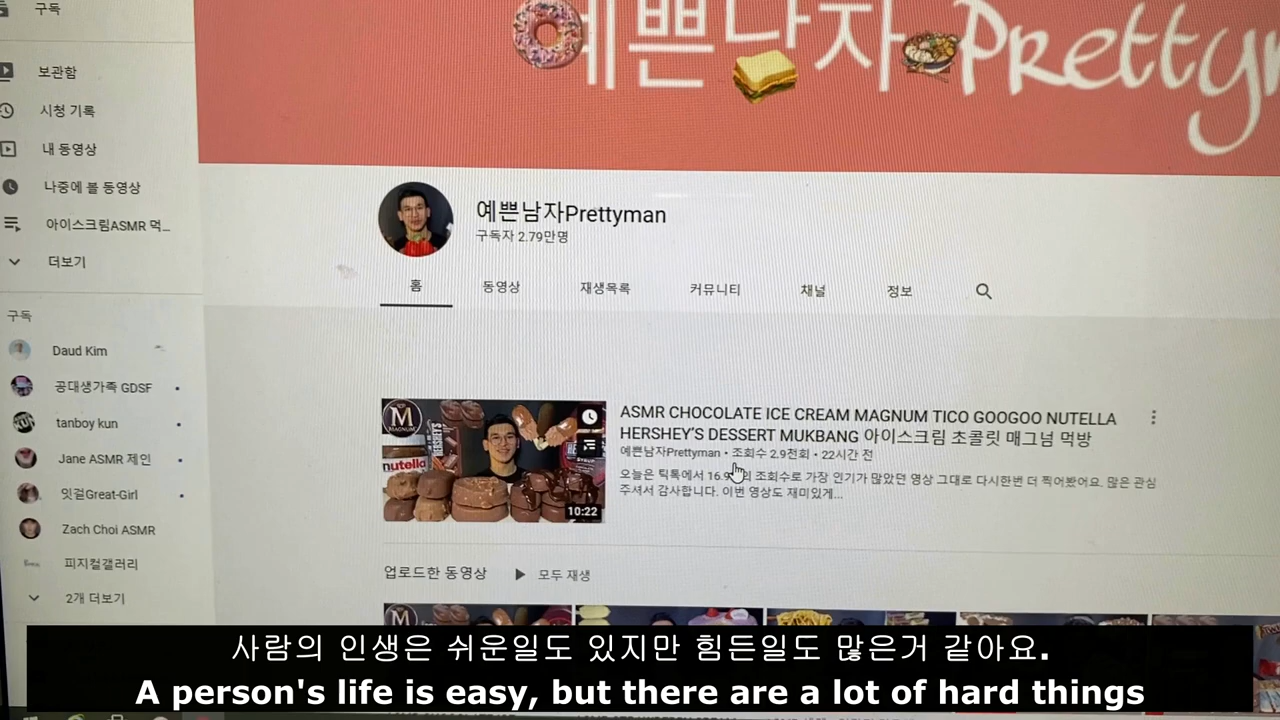 구독
보관함
시청 기록
내 동영상
나중에 볼 동영상
아이스크림ASMR 먹...
더보기
구독
Daud Kim
공대생가족 GDSF
tanboy kun
Jane ASMR 제인
잇걸Great-Girl
Zach Choi ASMR
피지컬갤러리
2개 더보기
예쁜남자
예쁜남자Prettyman
구독자 2.79만명
홈 동영상 재생목록 커뮤니티 채널 정보
M
MAGNUM
HERSHEY'S
nutella
10:22
ASMR CHOCOLATE ICE CREAM MAGNUM TICO GOOGOO NUTELLA
HERSHEY'S DESSERT MUKBANG 아이스크림 초콜릿 매그넘 먹방
예쁜남자Prettyman • 조회수 2.9천회 • 22시간 전
오늘은 틱톡에서 조회수로 가장 인기가 많았던 영상 그대로 다시한번 더 찍어봤어요. 많은 관심
주셔서 감사합니다. 이번 영상도 재미있게...
업로드한 동영상 모두 재생
사람의 인생은 쉬운일도 있지만 힘든일도 많은거 같아요.
A person's life is easy, but there are a lot of hard things